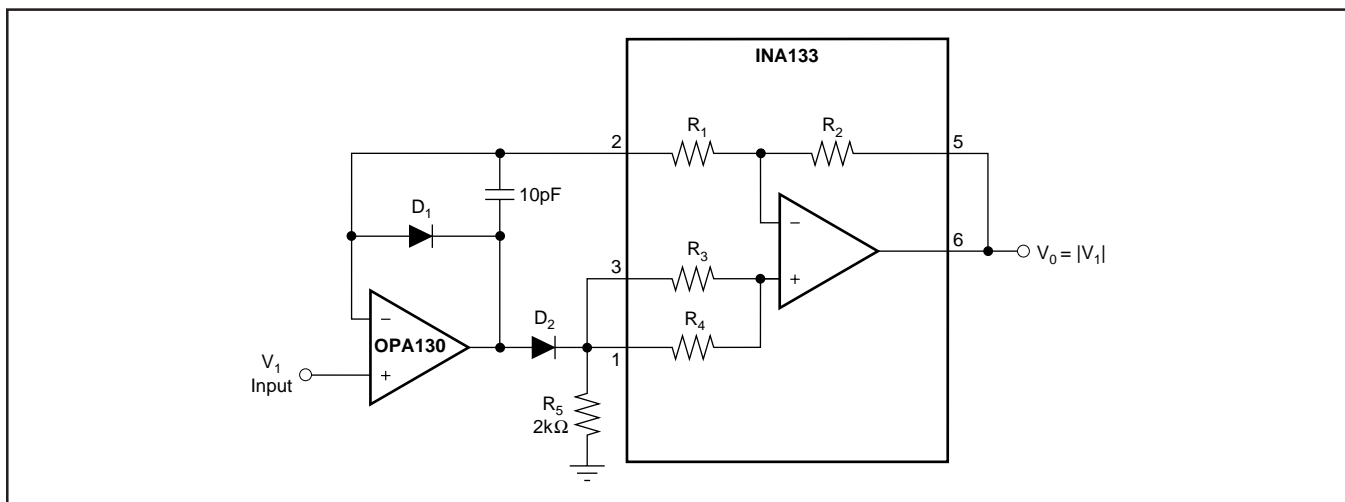 INA133
R1
R2
2
5
10pF
D1
6
V0 = |V1|
R3
3
−
+
R4
D2
1
−
OPA130
+
V1
Input
R5
2kΩ